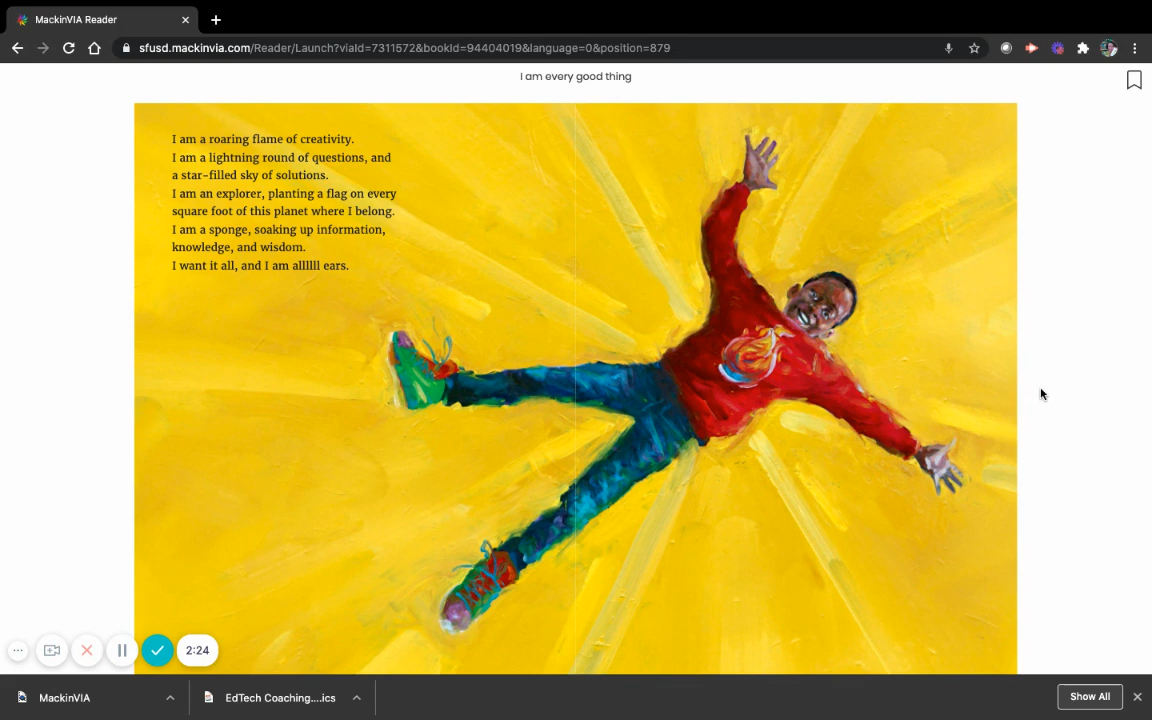 MackinVIA Reader
sfusd.mackinvia.com/Reader/Launch?viaId=7311572&bookId=94404019&language=0&position=879
I am every good thing
I am a roaring flame of creativity.
I am a lightning round of questions, and
a star-filled sky of solutions.
I am an explorer, planting a flag on every
square foot of this planet where I belong.
I am a sponge, soaking up information,
knowledge, and wisdom.
I want it all, and I am allllll ears.
2:24
MackinVIA
EdTech Coaching....ics
Show All